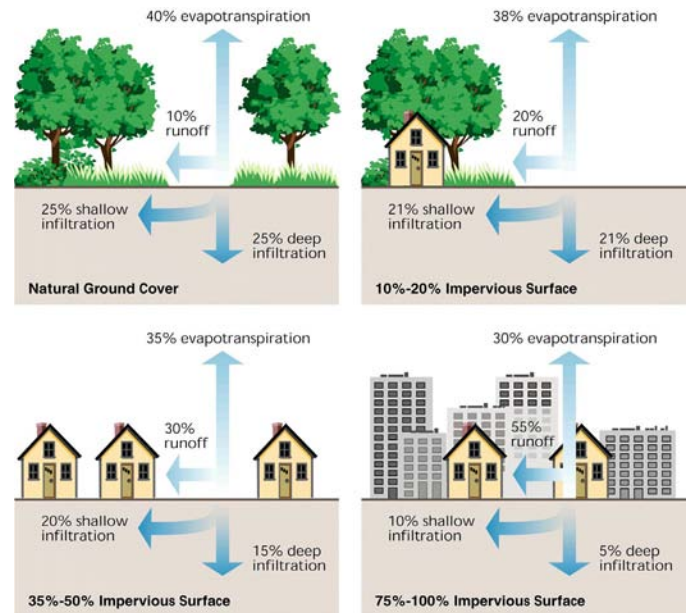 40% evapotranspiration
10%
runoff
25% shallow
infiltration
25% deep
infiltration
Natural Ground Cover
38% evapotranspiration
20%
runoff
21% shallow
infiltration
21% deep
infiltration
10%-20% Impervious Surface
35% evapotranspiration
30%
runoff
20% shallow
infiltration
15% deep
infiltration
35%-50% Impervious Surface
30% evapotranspiration
55%
runoff
10% shallow
infiltration
5% deep
infiltration
75%-100% Impervious Surface